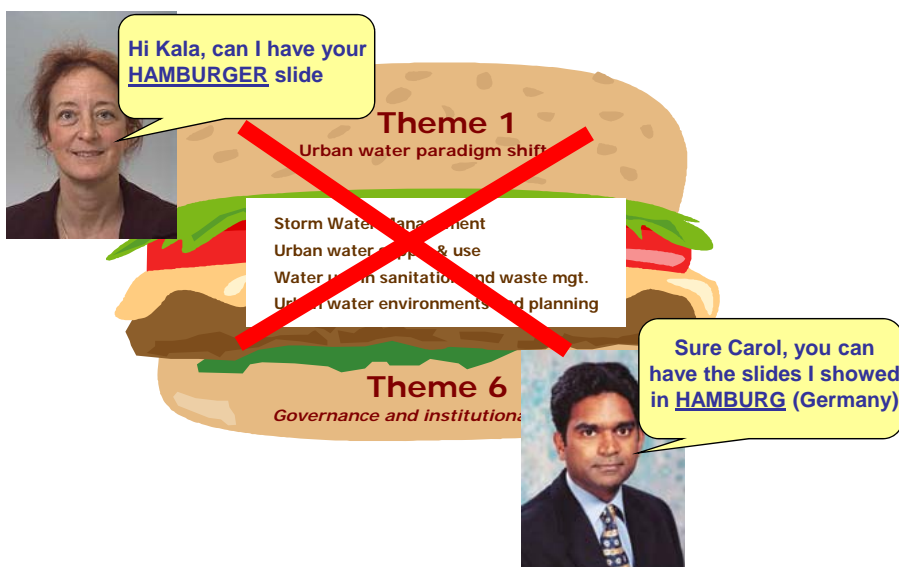 Hi Kala, can I have your
HAMBURGER slide
Theme 1
Urban water paradigm shift
Storm Water Management
Urban water supply & use
Water use in sanitation and waste mgt.
Urban water environments and planning
Sure Carol, you can
have the slides I showed
in HAMBURG (Germany)
Theme 6
Governance and institutiona